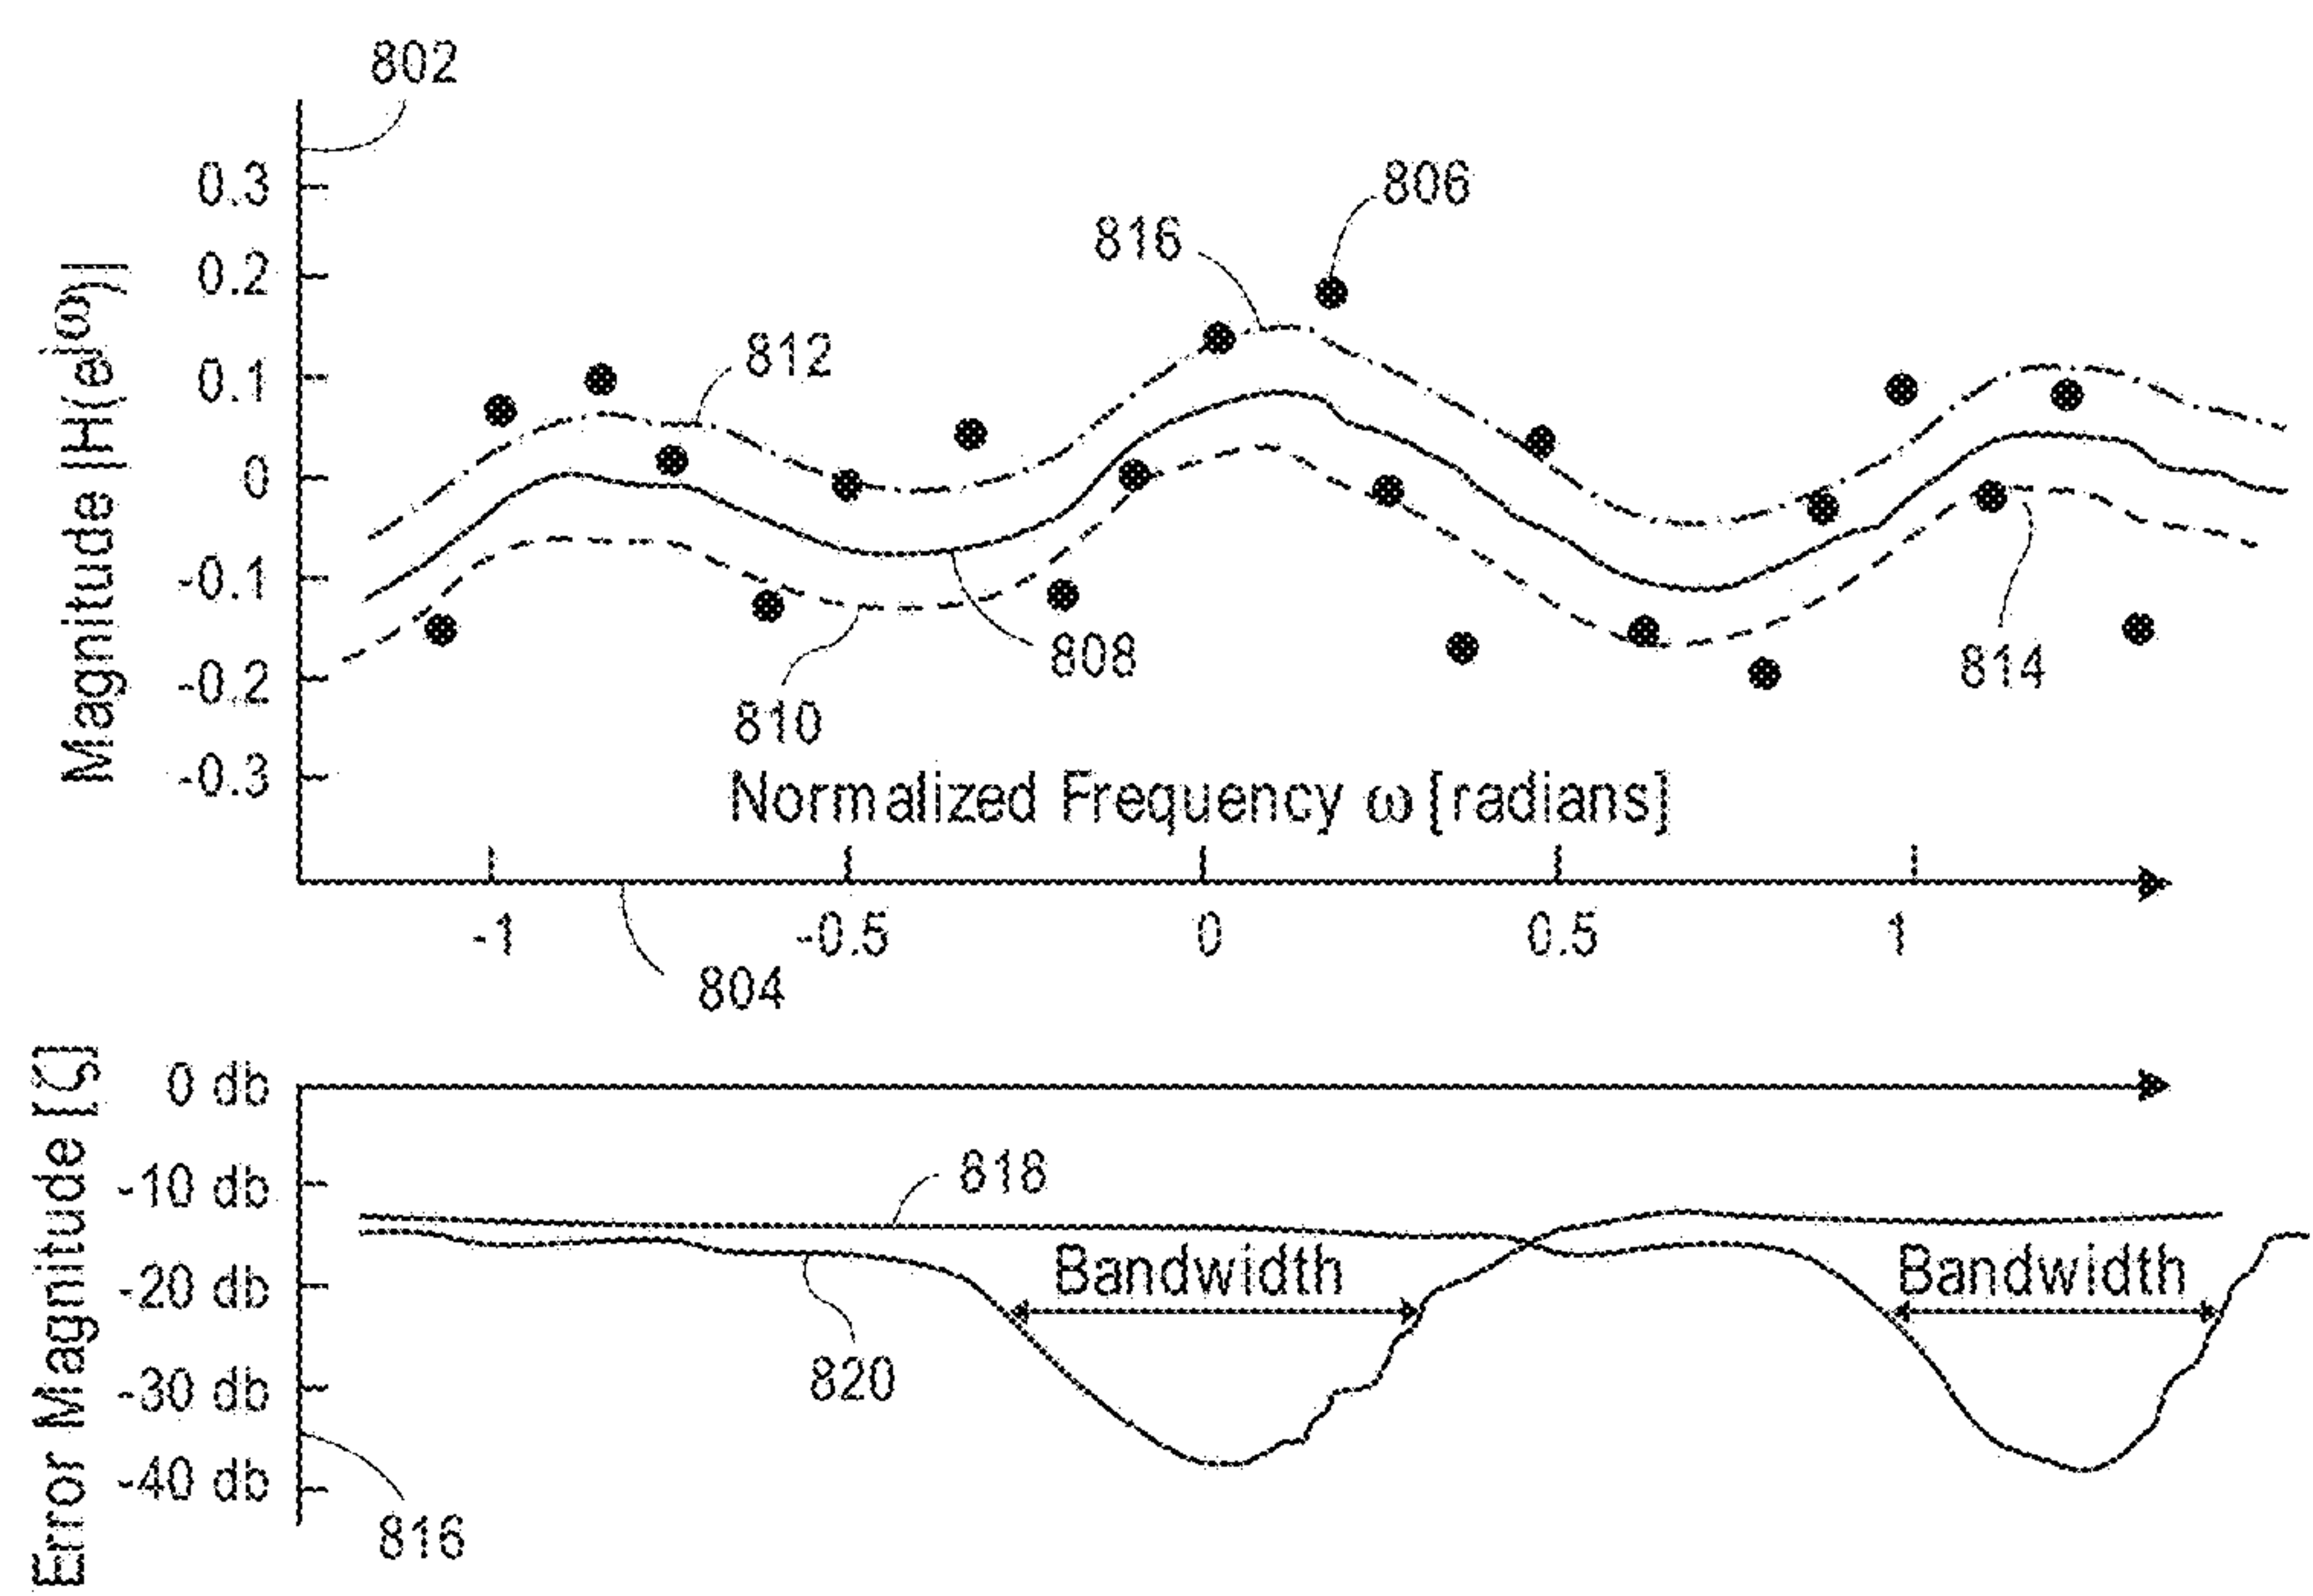 802
0.3
806
816
0.2
812
0.1
0
-0.1
808
-0.2
814
810
-0.3
Magnitude |H(e^jω)|
Normalized Frequency ω [radians]
-1
-0.5
0
0.5
1
804
0 db
-10 db
818
Bandwidth
Bandwidth
-20 db
820
-30 db
-40 db
816
Error Magnitude [ζ]